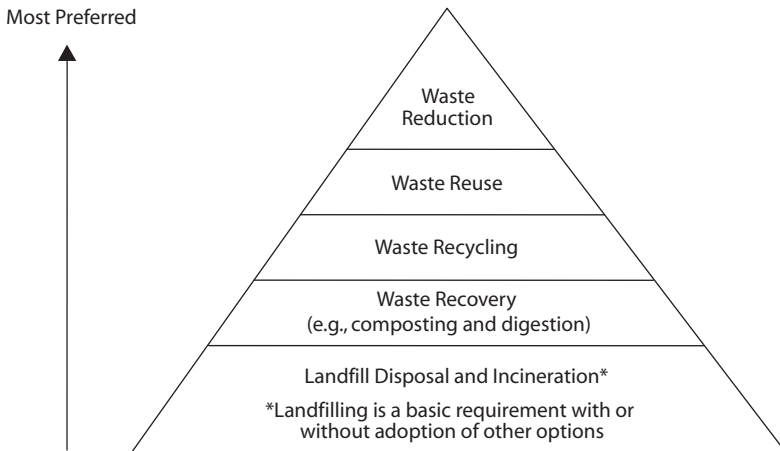 Most Preferred
Waste
Reduction
Waste Reuse
Waste Recycling
Waste Recovery
(e.g., composting and digestion)
Landfill Disposal and Incineration*
*Landfilling is a basic requirement with or
without adoption of other options